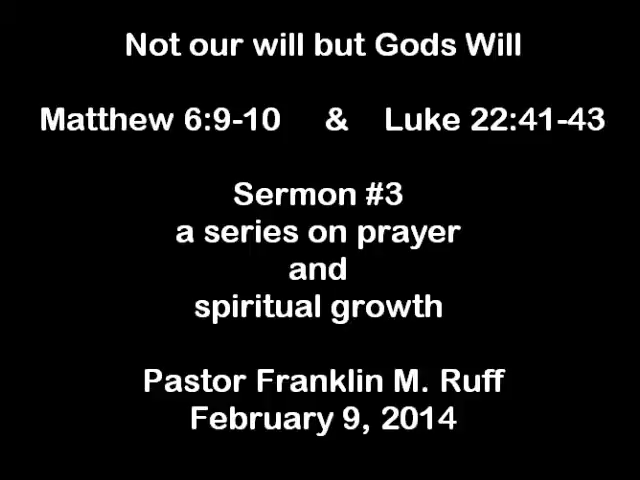 Not our will but Gods Will
Matthew 6:9-10 & Luke 22:41-43
Sermon #3
a series on prayer
and
spiritual growth
Pastor Franklin M. Ruff
February 9, 2014